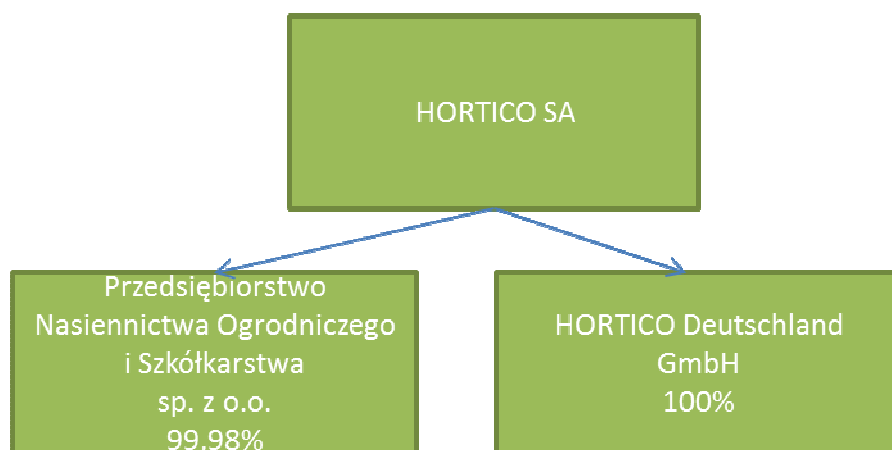 HORTICO SA
Przedsiębiorstwo
Nasiennictwa Ogrodniczego
i Szkółkarstwa
sp. z o.o.
99,98%
HORTICO Deutschland
GmbH
100%